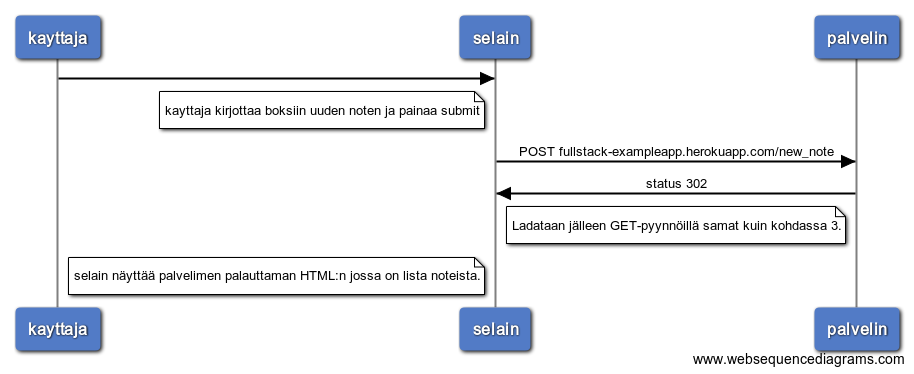 kayttaja
selain
palvelin
kayttaja kirjottaa boksiin uuden noten ja painaa submit
POST fullstack-exampleapp.herokuapp.com/new_note
status 302
Ladataan jälleen GET-pyynnöillä samat kuin kohdassa 3.
selain näyttää palvelimen palauttaman HTML:n jossa on lista noteista.
kayttaja
selain
palvelin
www.websequencediagrams.com